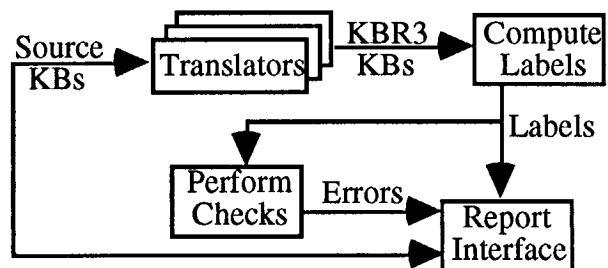 Source
KBs
Translators
KBR3
KBs
Compute
Labels
Labels
Perform
Checks
Errors
Report
Interface